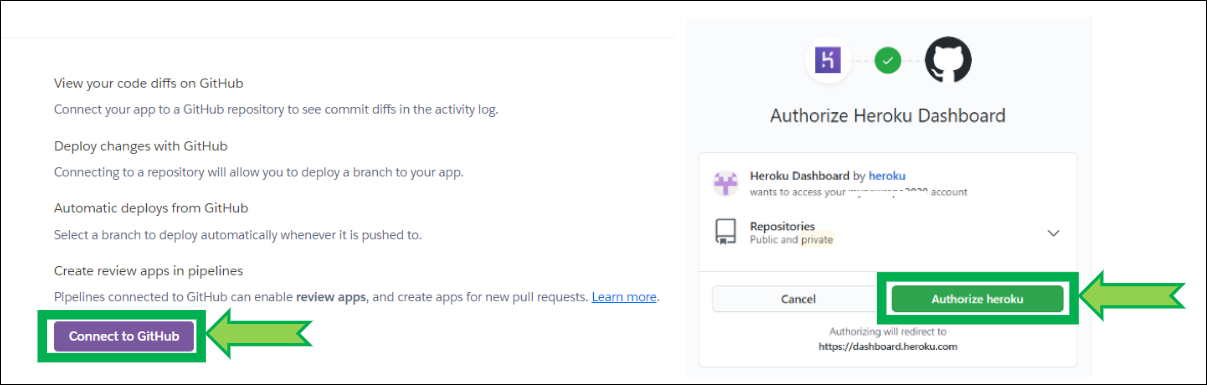 View your code diffs on GitHub
Connect your app to a GitHub repository to see commit diffs in the activity log.
Deploy changes with GitHub
Connecting to a repository will allow you to deploy a branch to your app.
Automatic deploys from GitHub
Select a branch to deploy automatically whenever it is pushed to.
Create review apps in pipelines
Pipelines connected to GitHub can enable review apps, and create apps for new pull requests. Learn more.
Connect to GitHub
Authorize Heroku Dashboard
Heroku Dashboard by heroku
wants to access your account
Repositories
Public and private
Cancel
Authorize heroku
Authorizing will redirect to
https://dashboard.heroku.com